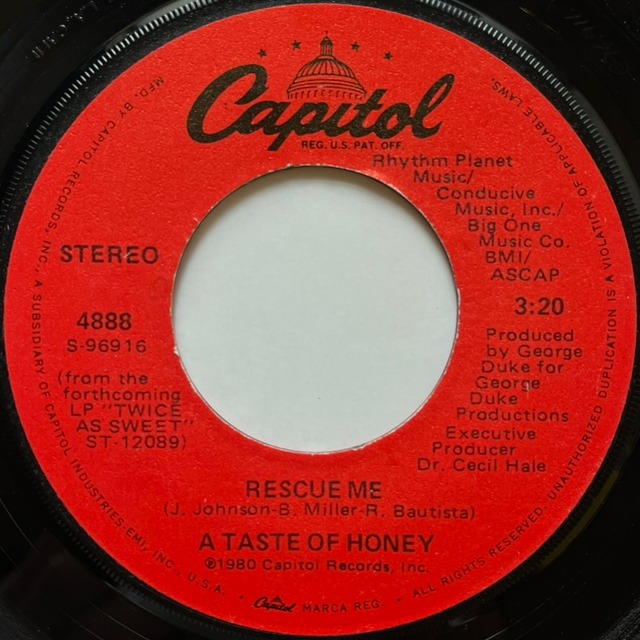 Capitol
REG. U.S. PAT. OFF.
Rhythm Planet
Music/
Conducive
Music, Inc./
Big One
Music Co.
BMI/
ASCAP
STEREO
3:20
4888
S-96916
(from the
forthcoming
LP "TWICE
AS SWEET"
ST-12089)
Produced
by George
Duke for
George
Duke
Productions
Executive
Producer
Dr. Cecil Hale
RESCUE ME
(J. Johnson-B. Miller-R. Bautista)
A TASTE OF HONEY
℗1980 Capitol Records, Inc.
MFD. BY CAPITOL RECORDS, INC., A SUBSIDIARY OF CAPITOL INDUSTRIES-EMI, INC., U.S.A. • Capitol MARCA REG. • ALL RIGHTS RESERVED. UNAUTHORIZED DUPLICATION IS A VIOLATION OF APPLICABLE LAWS.